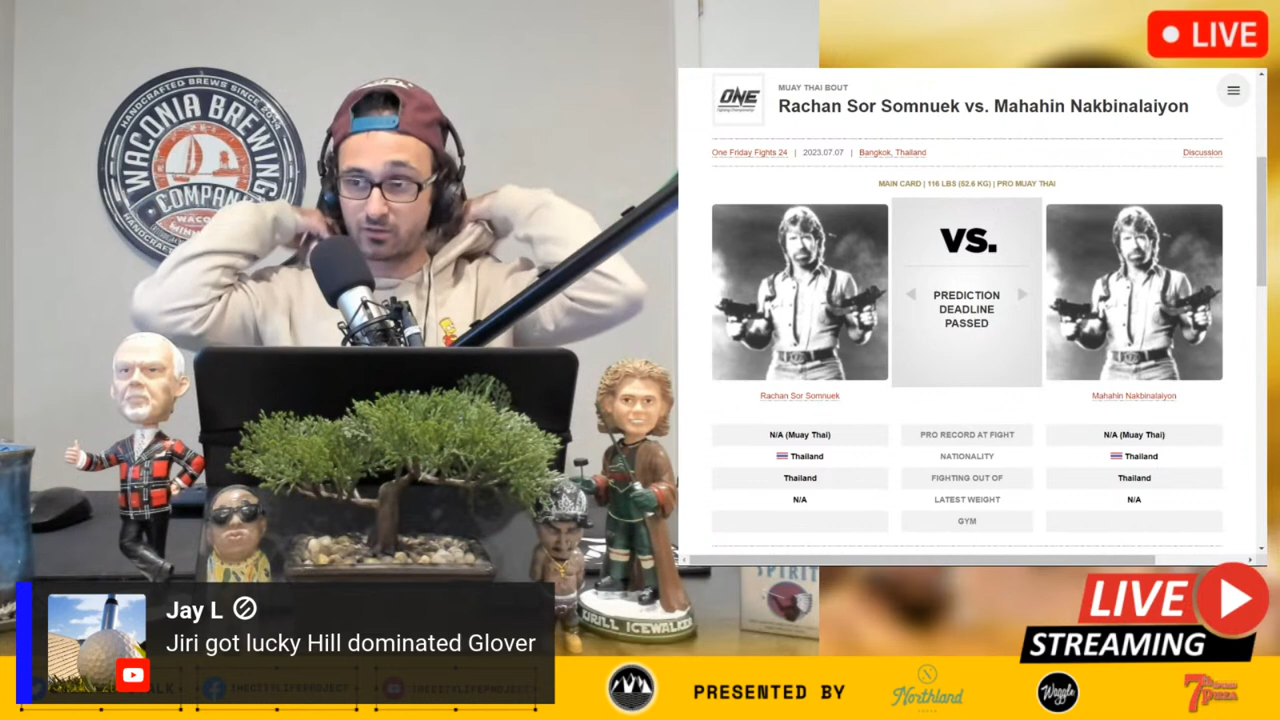 HANDCRAFTED BREWS SINCE
WACONIA BREWING
COMPANY
LIVE
ONE
MUAY THAI BOUT
Rachan Sor Somnuek vs. Mahahin Nakbinalaiyon
One Friday Fights 24 | 2023.07.07 | Bangkok, Thailand
Discussion
MAIN CARD | 116 LBS (52.6 KG) | PRO MUAY THAI
VS.
PREDICTION
DEADLINE
PASSED
Rachan Sor Somnuek
Mahahin Nakbinalaiyon
N/A (Muay Thai) PRO RECORD AT FIGHT N/A (Muay Thai)
Thailand NATIONALITY Thailand
Thailand FIGHTING OUT OF Thailand
N/A LATEST WEIGHT N/A
GYM
SPIRIT
DRILL ICEWALKER
Jay L
Jiri got lucky Hill dominated Glover
LIVE
STREAMING
PRESENTED BY
Northland
Waggle